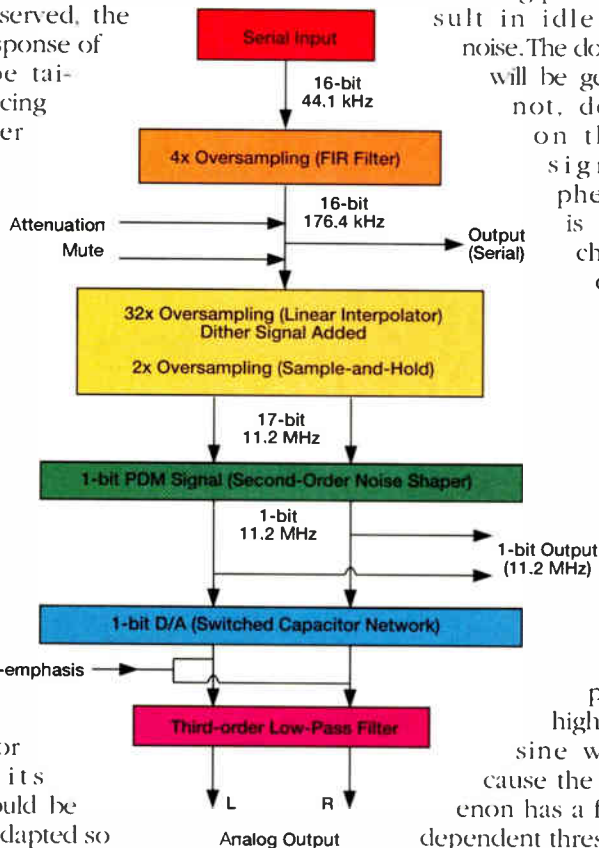 served, the
sponse of
cing
er
sult in idle
noise. The do
will be ge
not, de
on th
sign
phe
is
ch
Serial Input
16-bit
44.1 kHz
4x Oversampling (FIR Filter)
16-bit
176.4 kHz
Attenuation
Mute
Output
(Serial)
32x Oversampling (Linear Interpolator)
Dither Signal Added
2x Oversampling (Sample-and-Hold)
17-bit
11.2 MHz
1-bit PDM Signal (Second-Order Noise Shaper)
1-bit
11.2 MHz
1-bit Output
(11.2 MHz)
1-bit D/A (Switched Capacitor Network)
-emphasis
Third-order Low-Pass Filter
L R
Analog Output
or
its
ould be
dapted so
p
high
sine w
cause the
enon has a f
dependent thres